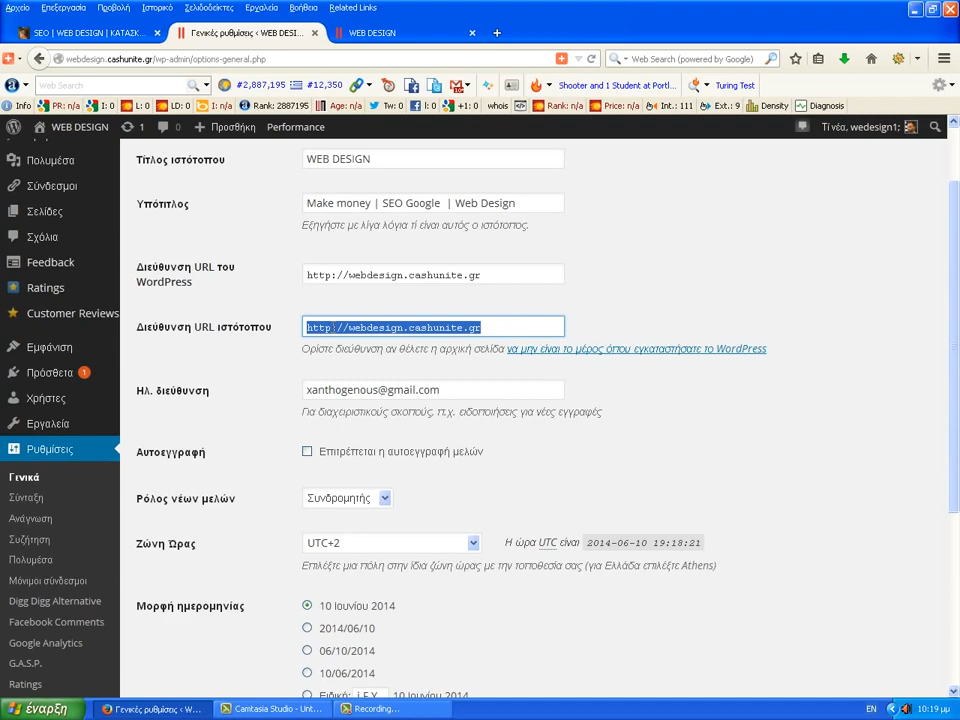 Αρχείο Επεξεργασία Προβολή Ιστορικό Σελιδοδείκτες Εργαλεία Βοήθεια Related Links
SEO | WEB DESIGN | ΚΑΤΑΣΚ... Γενικές ρυθμίσεις ‹ WEB DESI... WEB DESIGN
webdesign.cashunite.gr/wp-admin/options-general.php Web Search (powered by Google)
Web Search #2,887,195 #12,350 Shooter and 1 Student at Portl... Turing Test
Info PR: n/a I: 0 L: 0 LD: 0 I: n/a Rank: 2887195 Age: n/a Tw: 0 l: 0 +1: 0 whois Rank: n/a Price: n/a Int.: 111 Ext.: 9 Density Diagnosis
WEB DESIGN 1 0 Προσθήκη Performance Τί νέα, wedesign1;
Πολυμέσα
Σύνδεσμοι
Σελίδες
Σχόλια
Feedback
Ratings
Customer Reviews
Εμφάνιση
Πρόσθετα 1
Χρήστες
Εργαλεία
Ρυθμίσεις
Γενικά
Σύνταξη
Ανάγνωση
Συζήτηση
Πολυμέσα
Μόνιμοι σύνδεσμοι
Digg Digg Alternative
Facebook Comments
Google Analytics
G.A.S.P.
Ratings
Τίτλος ιστότοπου WEB DESIGN
Υπότιτλος Make money | SEO Google | Web Design
Εξηγήστε με λίγα λόγια τί είναι αυτός ο ιστότοπος.
Διεύθυνση URL του
WordPress
http://webdesign.cashunite.gr
Διεύθυνση URL ιστότοπου http://webdesign.cashunite.gr
Ορίστε διεύθυνση αν θέλετε η αρχική σελίδα να μην είναι το μέρος όπου εγκαταστήσατε το WordPress
Ηλ. διεύθυνση xanthogenous@gmail.com
Για διαχειριστικούς σκοπούς, π.χ. ειδοποιήσεις για νέες εγγραφές
Αυτοεγγραφή Επιτρέπεται η αυτοεγγραφή μελών
Ρόλος νέων μελών Συνδρομητής
Ζώνη Ώρας UTC+2 Η ώρα UTC είναι 2014-06-10 19:18:21
Επιλέξτε μια πόλη στην ίδια ζώνη ώρας με την τοποθεσία σας (για Ελλάδα επιλέξτε Athens)
Μορφή ημερομηνίας 10 Ιουνίου 2014
2014/06/10
06/10/2014
10/06/2014
Ειδική: j F Y 10 Ιουνίου 2014
έναρξη Γενικές ρυθμίσεις ‹ W... Camtasia Studio - Unt... Recording... EN 10:19 μμ